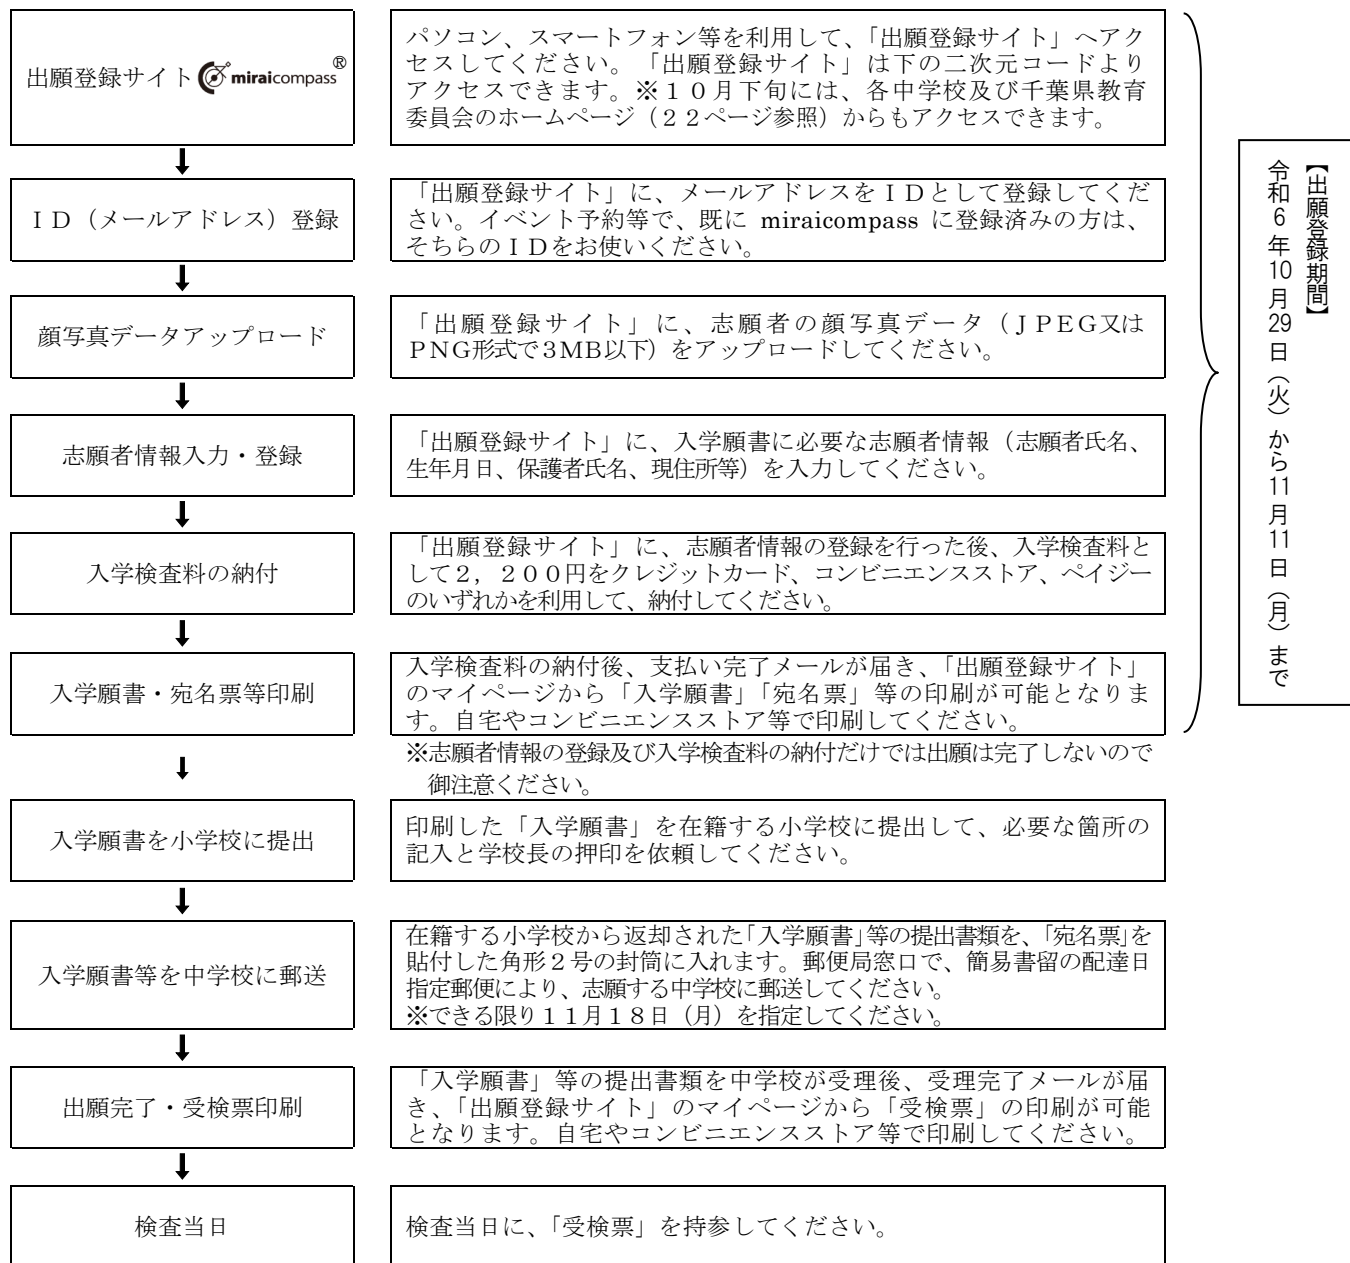 出願登録サイト miraicompass®
パソコン、スマートフォン等を利用して、「出願登録サイト」へアク
セスしてください。「出願登録サイト」は下の二次元コードより
アクセスできます。※１０月下旬には、各中学校及び千葉県教育
委員会のホームページ（２２ページ参照）からもアクセスできます。
ＩＤ（メールアドレス）登録
「出願登録サイト」に、メールアドレスをＩＤとして登録してくだ
さい。イベント予約等で、既に miraicompass に登録済みの方は、
そちらのＩＤをお使いください。
顔写真データアップロード
「出願登録サイト」に、志願者の顔写真データ（ＪＰＥＧ又は
ＰＮＧ形式で３ＭＢ以下）をアップロードしてください。
志願者情報入力・登録
「出願登録サイト」に、入学願書に必要な志願者情報（志願者氏名、
生年月日、保護者氏名、現住所等）を入力してください。
入学検査料の納付
「出願登録サイト」に、志願者情報の登録を行った後、入学検査料と
して２，２００円をクレジットカード、コンビニエンスストア、ペイジー
のいずれかを利用して、納付してください。
入学願書・宛名票等印刷
入学検査料の納付後、支払い完了メールが届き、「出願登録サイト」
のマイページから「入学願書」「宛名票」等の印刷が可能となりま
す。自宅やコンビニエンスストア等で印刷してください。
※志願者情報の登録及び入学検査料の納付だけでは出願は完了しないので
御注意ください。
【出願登録期間】
令和６年10月29日（火）から11月11日（月）まで
入学願書を小学校に提出
印刷した「入学願書」を在籍する小学校に提出して、必要な箇所の
記入と学校長の押印を依頼してください。
入学願書等を中学校に郵送
在籍する小学校から返却された「入学願書」等の提出書類を、「宛名票」を
貼付した角形２号の封筒に入れます。郵便局窓口で、簡易書留の配達日
指定郵便により、志願する中学校に郵送してください。
※できる限り１１月１８日（月）を指定してください。
出願完了・受検票印刷
「入学願書」等の提出書類を中学校が受理後、受理完了メールが届
き、「出願登録サイト」のマイページから「受検票」の印刷が可能
となります。自宅やコンビニエンスストア等で印刷してください。
検査当日
検査当日に、「受検票」を持参してください。